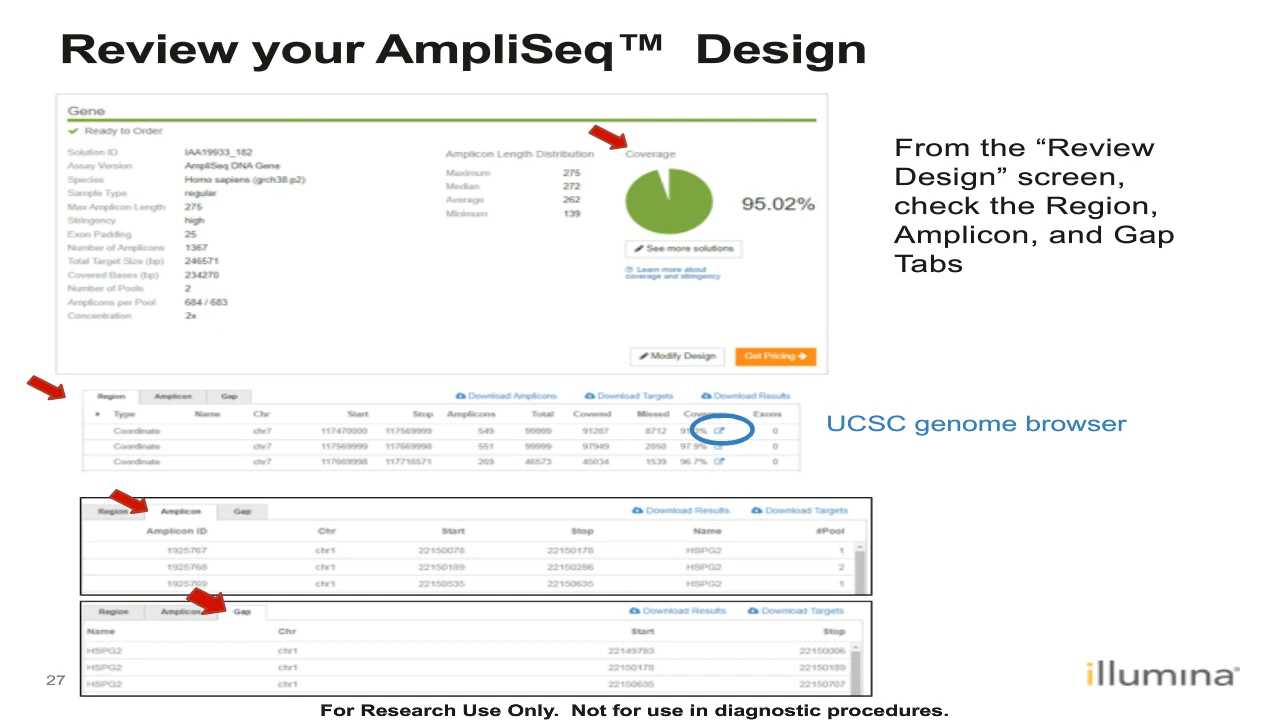 Review your AmpliSeq™ Design
Gene
Ready to Order
Solution ID IAA19933_182
Assay Version AmpliSeq DNA Gene
Species Homo sapiens (grch38.p2)
Sample Type regular
Max Amplicon Length 275
Stringency high
Exon Padding 25
Number of Amplicons 1367
Total Target Size (bp) 246571
Covered Bases (bp) 234270
Number of Pools 2
Amplicons per Pool 684 / 683
Concentration 2x
Amplicon Length Distribution
Maximum 275
Median 272
Average 262
Minimum 139
Coverage
95.02%
See more solutions
Learn more about
coverage and stringency
Modify Design Get Pricing
From the “Review
Design” screen,
check the Region,
Amplicon, and Gap
Tabs
Region Amplicon Gap Download Amplicons Download Targets Download Results
Type Name Chr Start Stop Amplicons Total Covered Missed Exons
Coordinate chr7 117470000 117569999 549 99999 91287 8712 0
Coordinate chr7 117569999 117669998 551 99999 97949 2050 97.9% 0
Coordinate chr7 117669998 117716571 269 46573 45034 1539 96.7% 0
UCSC genome browser
Region Amplicon Gap Download Results Download Targets
Amplicon ID Chr Start Stop Name #Pool
1925767 chr1 22150078 22150178 HSPG2 1
1925768 chr1 22150189 22150286 HSPG2 2
1925769 chr1 22150535 22150635 HSPG2 1
Region Amplicon Gap Download Results Download Targets
Name Chr Start Stop
HSPG2 chr1 22149783 22150006
HSPG2 chr1 22150178 22150189
HSPG2 chr1 22150635 22150707
27
illumina®
For Research Use Only. Not for use in diagnostic procedures.